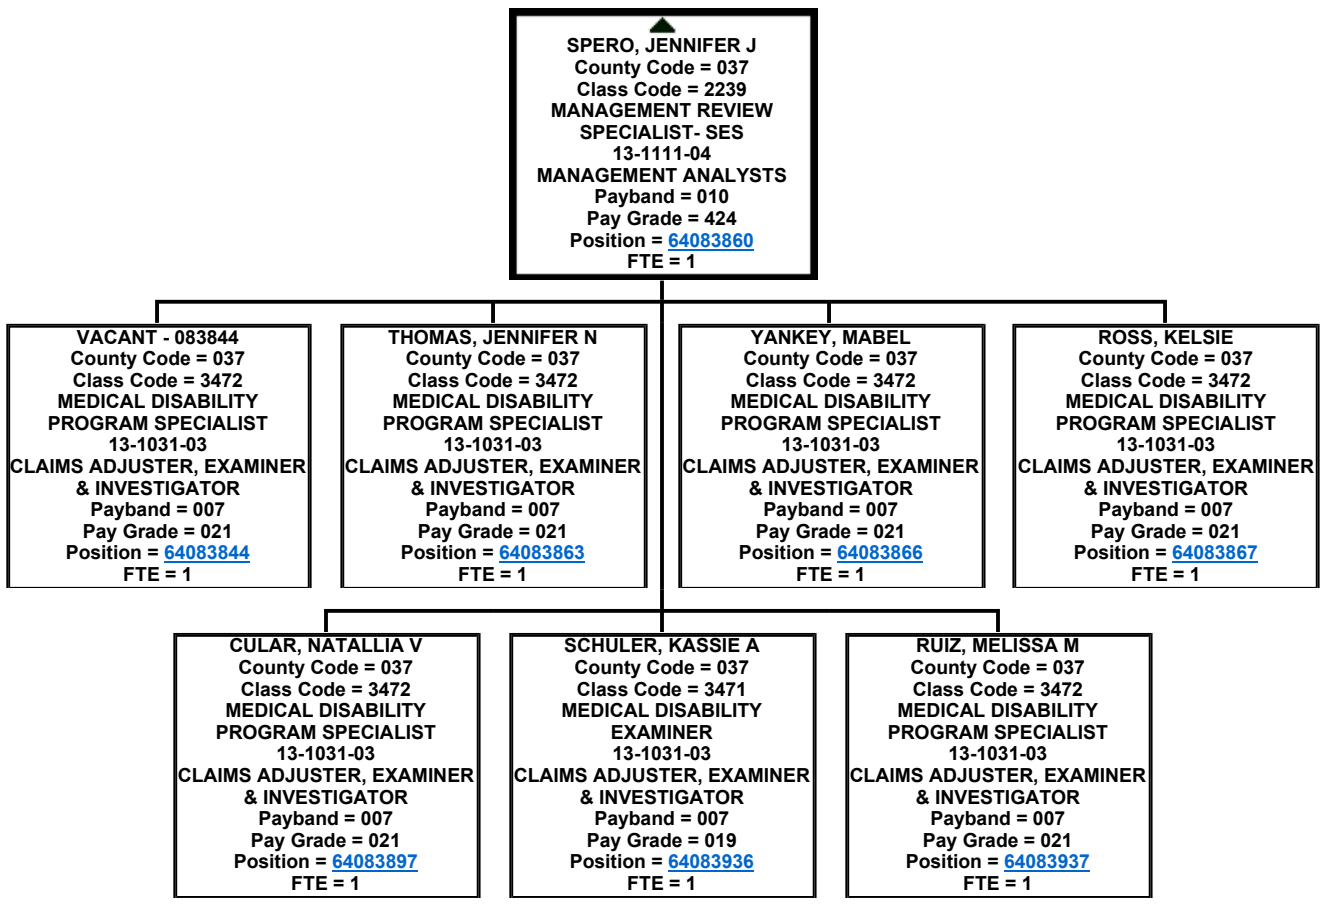 SPERO, JENNIFER J
County Code = 037
Class Code = 2239
MANAGEMENT REVIEW
SPECIALIST- SES
13-1111-04
MANAGEMENT ANALYSTS
Payband = 010
Pay Grade = 424
Position = 64083860
FTE = 1
VACANT - 083844
County Code = 037
Class Code = 3472
MEDICAL DISABILITY
PROGRAM SPECIALIST
13-1031-03
CLAIMS ADJUSTER, EXAMINER
& INVESTIGATOR
Payband = 007
Pay Grade = 021
Position = 64083844
FTE = 1
THOMAS, JENNIFER N
County Code = 037
Class Code = 3472
MEDICAL DISABILITY
PROGRAM SPECIALIST
13-1031-03
CLAIMS ADJUSTER, EXAMINER
& INVESTIGATOR
Payband = 007
Pay Grade = 021
Position = 64083863
FTE = 1
YANKEY, MABEL
County Code = 037
Class Code = 3472
MEDICAL DISABILITY
PROGRAM SPECIALIST
13-1031-03
CLAIMS ADJUSTER, EXAMINER
& INVESTIGATOR
Payband = 007
Pay Grade = 021
Position = 64083866
FTE = 1
ROSS, KELSIE
County Code = 037
Class Code = 3472
MEDICAL DISABILITY
PROGRAM SPECIALIST
13-1031-03
CLAIMS ADJUSTER, EXAMINER
& INVESTIGATOR
Payband = 007
Pay Grade = 021
Position = 64083867
FTE = 1
CULAR, NATALLIA V
County Code = 037
Class Code = 3472
MEDICAL DISABILITY
PROGRAM SPECIALIST
13-1031-03
CLAIMS ADJUSTER, EXAMINER
& INVESTIGATOR
Payband = 007
Pay Grade = 021
Position = 64083897
FTE = 1
SCHULER, KASSIE A
County Code = 037
Class Code = 3471
MEDICAL DISABILITY
EXAMINER
13-1031-03
CLAIMS ADJUSTER, EXAMINER
& INVESTIGATOR
Payband = 007
Pay Grade = 019
Position = 64083936
FTE = 1
RUIZ, MELISSA M
County Code = 037
Class Code = 3472
MEDICAL DISABILITY
PROGRAM SPECIALIST
13-1031-03
CLAIMS ADJUSTER, EXAMINER
& INVESTIGATOR
Payband = 007
Pay Grade = 021
Position = 64083937
FTE = 1